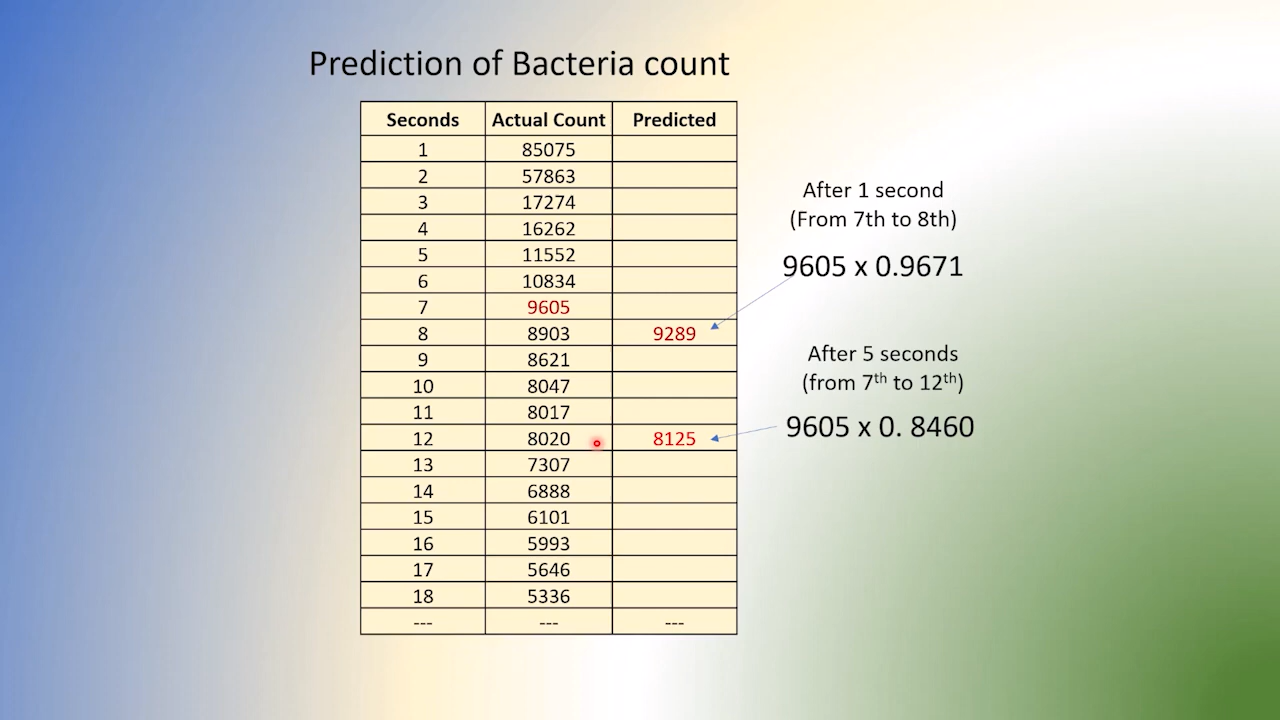 Prediction of Bacteria count
Seconds Actual Count Predicted
1 85075
2 57863
3 17274
4 16262
5 11552
6 10834
7 9605
8 8903 9289
9 8621
10 8047
11 8017
12 8020 8125
13 7307
14 6888
15 6101
16 5993
17 5646
18 5336
--- --- ---
After 1 second
(From 7th to 8th)
9605 x 0.9671
After 5 seconds
(from 7th to 12th)
9605 x 0. 8460